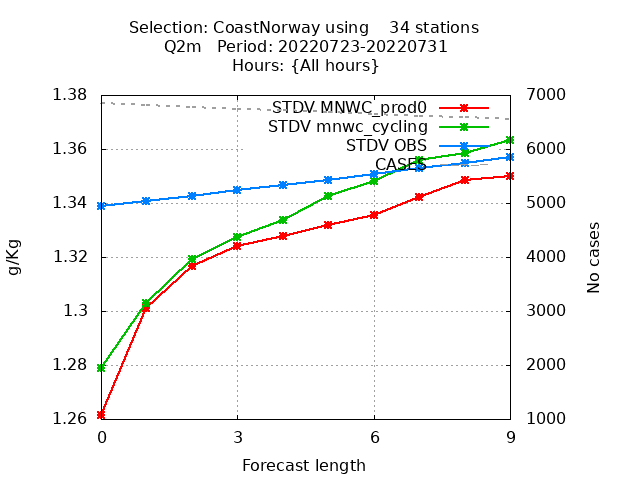 Selection: CoastNorway using    34 stations
Q2m   Period: 20220723-20220731
Hours: {All hours}
1.38
1.36
1.34
1.32
1.3
1.28
1.26
g/Kg
STDV MNWC_prod0
STDV mnwc_cycling
STDV OBS
CASES
7000
6000
5000
4000
3000
2000
1000
No cases
0 3 6 9
Forecast length